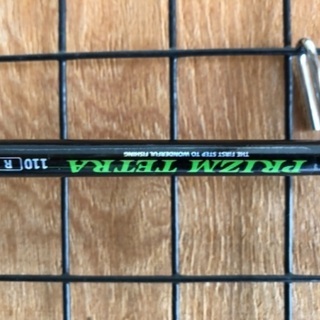 PRIZM TETRA 110 R
THE FIRST STEP TO WONDERFUL FISHING